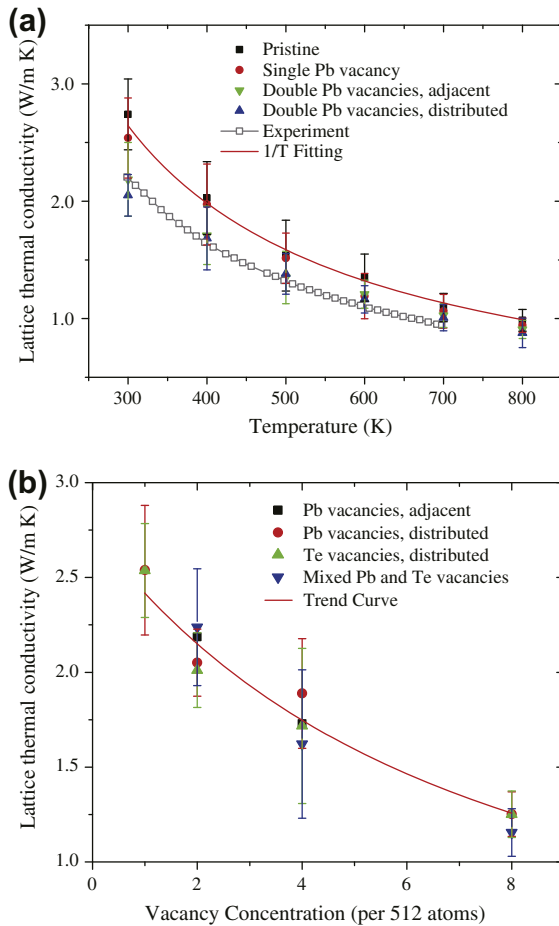 (a)
Pristine
Single Pb vacancy
Double Pb vacancies, adjacent
Double Pb vacancies, distributed
Experiment
1/T Fitting
Lattice thermal conductivity (W/m K)
3.0
2.0
1.0
300 400 500 600 700 800
Temperature (K)
(b)
Pb vacancies, adjacent
Pb vacancies, distributed
Te vacancies, distributed
Mixed Pb and Te vacancies
Trend Curve
Lattice thermal conductivity (W/m K)
3.0
2.5
2.0
1.5
1.0
0 2 4 6 8
Vacancy Concentration (per 512 atoms)